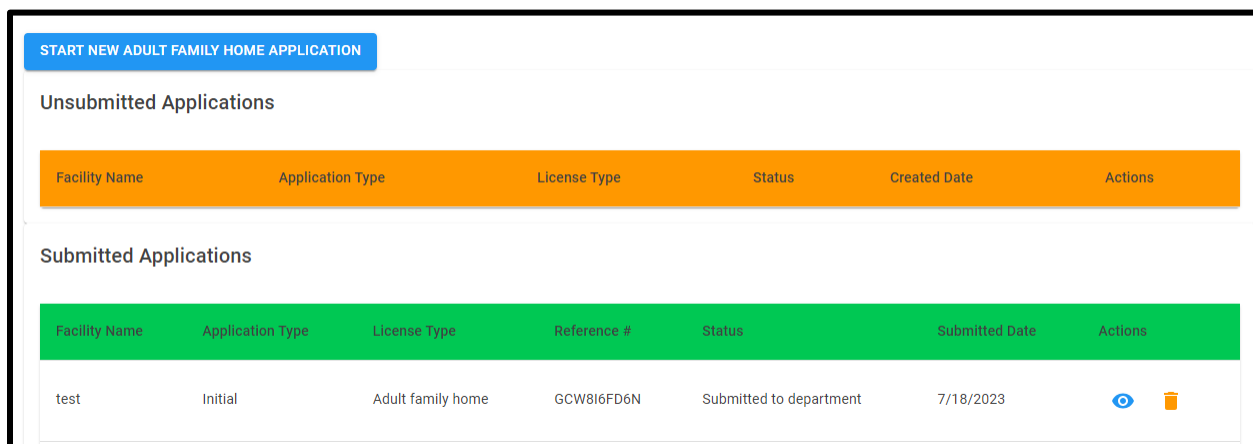 START NEW ADULT FAMILY HOME APPLICATION
Unsubmitted Applications
Facility Name Application Type License Type Status Created Date Actions
Submitted Applications
Facility Name Application Type License Type Reference # Status Submitted Date Actions
test Initial Adult family home GCW8I6FD6N Submitted to department 7/18/2023